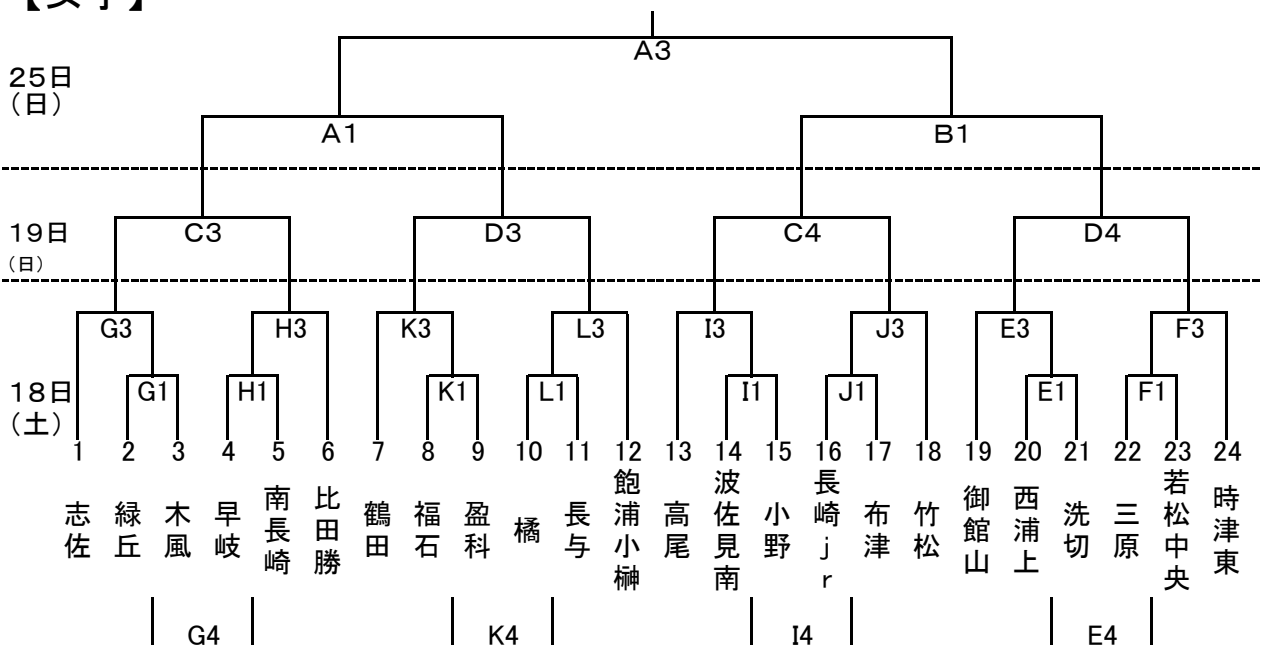 【女子】
A3
25日
（日）
A1
B1
19日
（日）
C3
D3
C4
D4
G3
H3
K3
L3
I3
J3
E3
F3
18日
（土）
G1
H1
K1
L1
I1
J1
E1
F1
1
2
3
4
5
6
7
8
9
10
11
12
13
14
15
16
17
18
19
20
21
22
23
24
志佐
緑丘
木風
早岐
南長崎
比田勝
鶴田
福石
盈科
橘
長与
飽浦小榊
高尾
波佐見南
小野
長崎jr
布津
竹松
御館山
西浦上
洗切
三原
若松中央
時津東
G4
K4
I4
E4